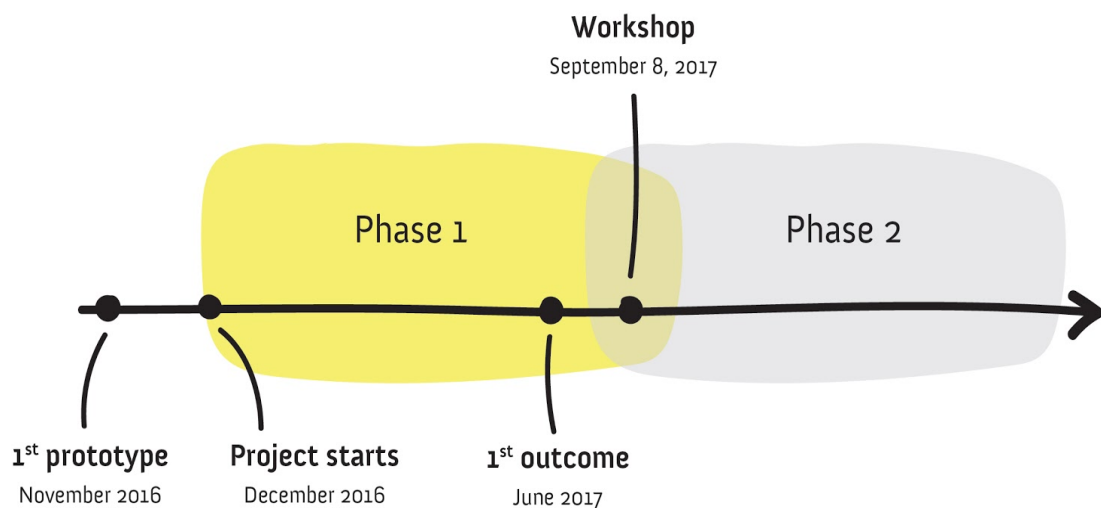 Workshop
September 8, 2017
Phase 1
Phase 2
1st prototype
November 2016
Project starts
December 2016
1st outcome
June 2017